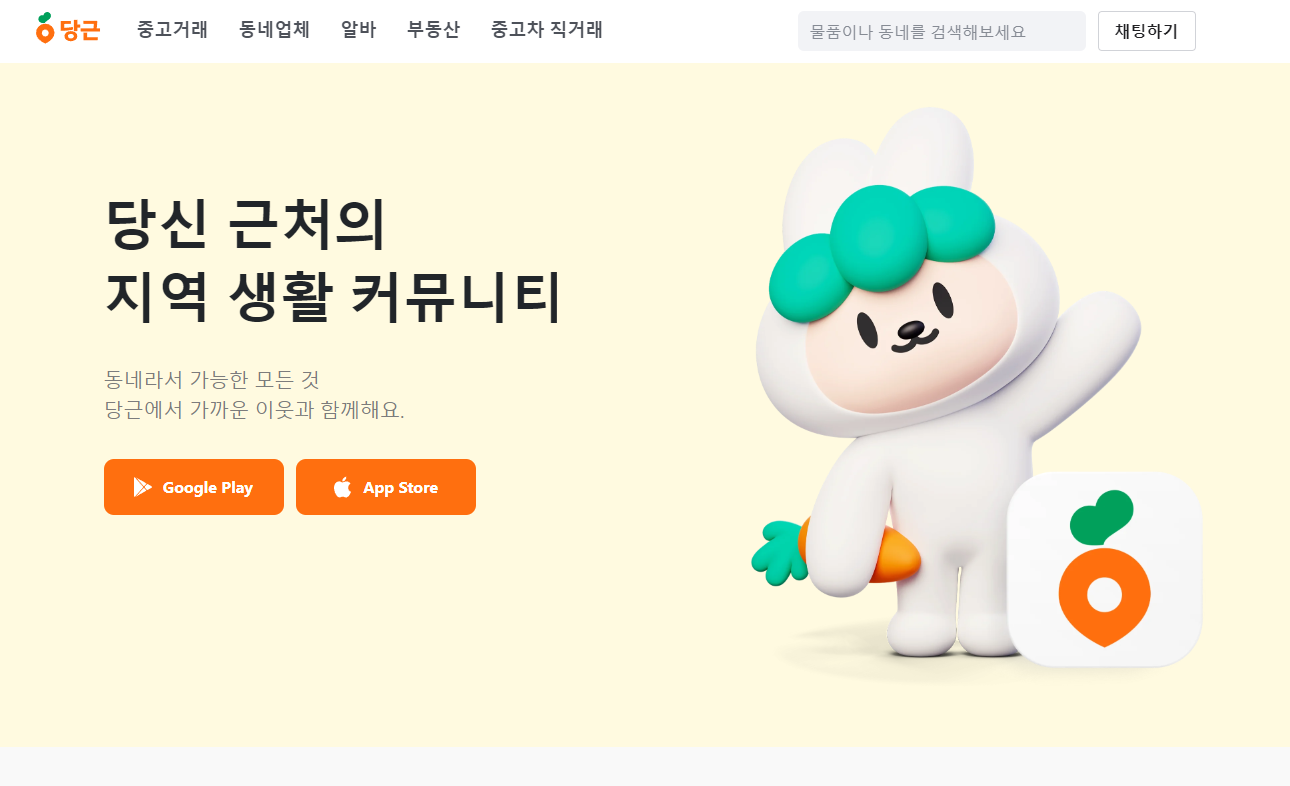 당근 중고거래 동네업체 알바 부동산 중고차 직거래 물품이나 동네를 검색해보세요 채팅하기
당신 근처의
지역 생활 커뮤니티
동네라서 가능한 모든 것
당근에서 가까운 이웃과 함께해요.
Google Play App Store